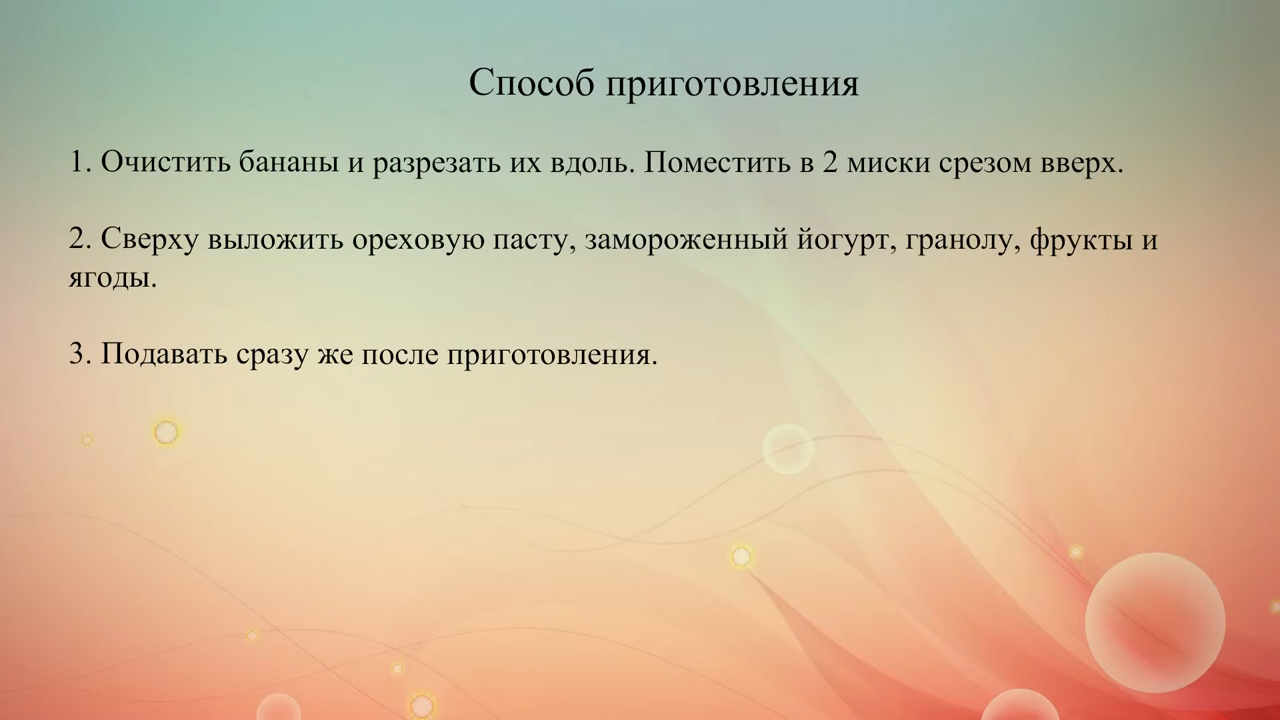 Способ приготовления
1. Очистить бананы и разрезать их вдоль. Поместить в 2 миски срезом вверх.
2. Сверху выложить ореховую пасту, замороженный йогурт, гранолу, фрукты и
ягоды.
3. Подавать сразу же после приготовления.